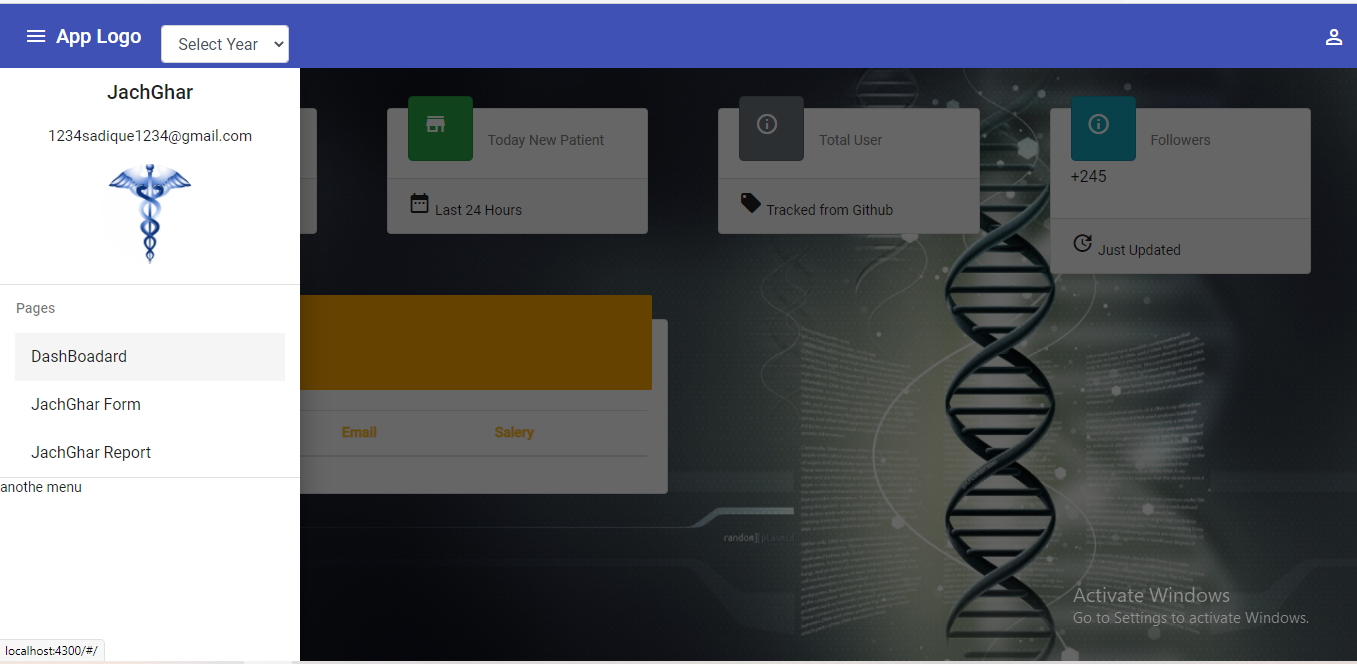 App Logo
Select Year
JachGhar
1234sadique1234@gmail.com
Pages
DashBoadard
JachGhar Form
JachGhar Report
anothe menu
Today New Patient
Last 24 Hours
Total User
Tracked from Github
Followers
+245
Just Updated
Email Salery
random][plasmid
Activate Windows
Go to Settings to activate Windows.
localhost:4300/#/